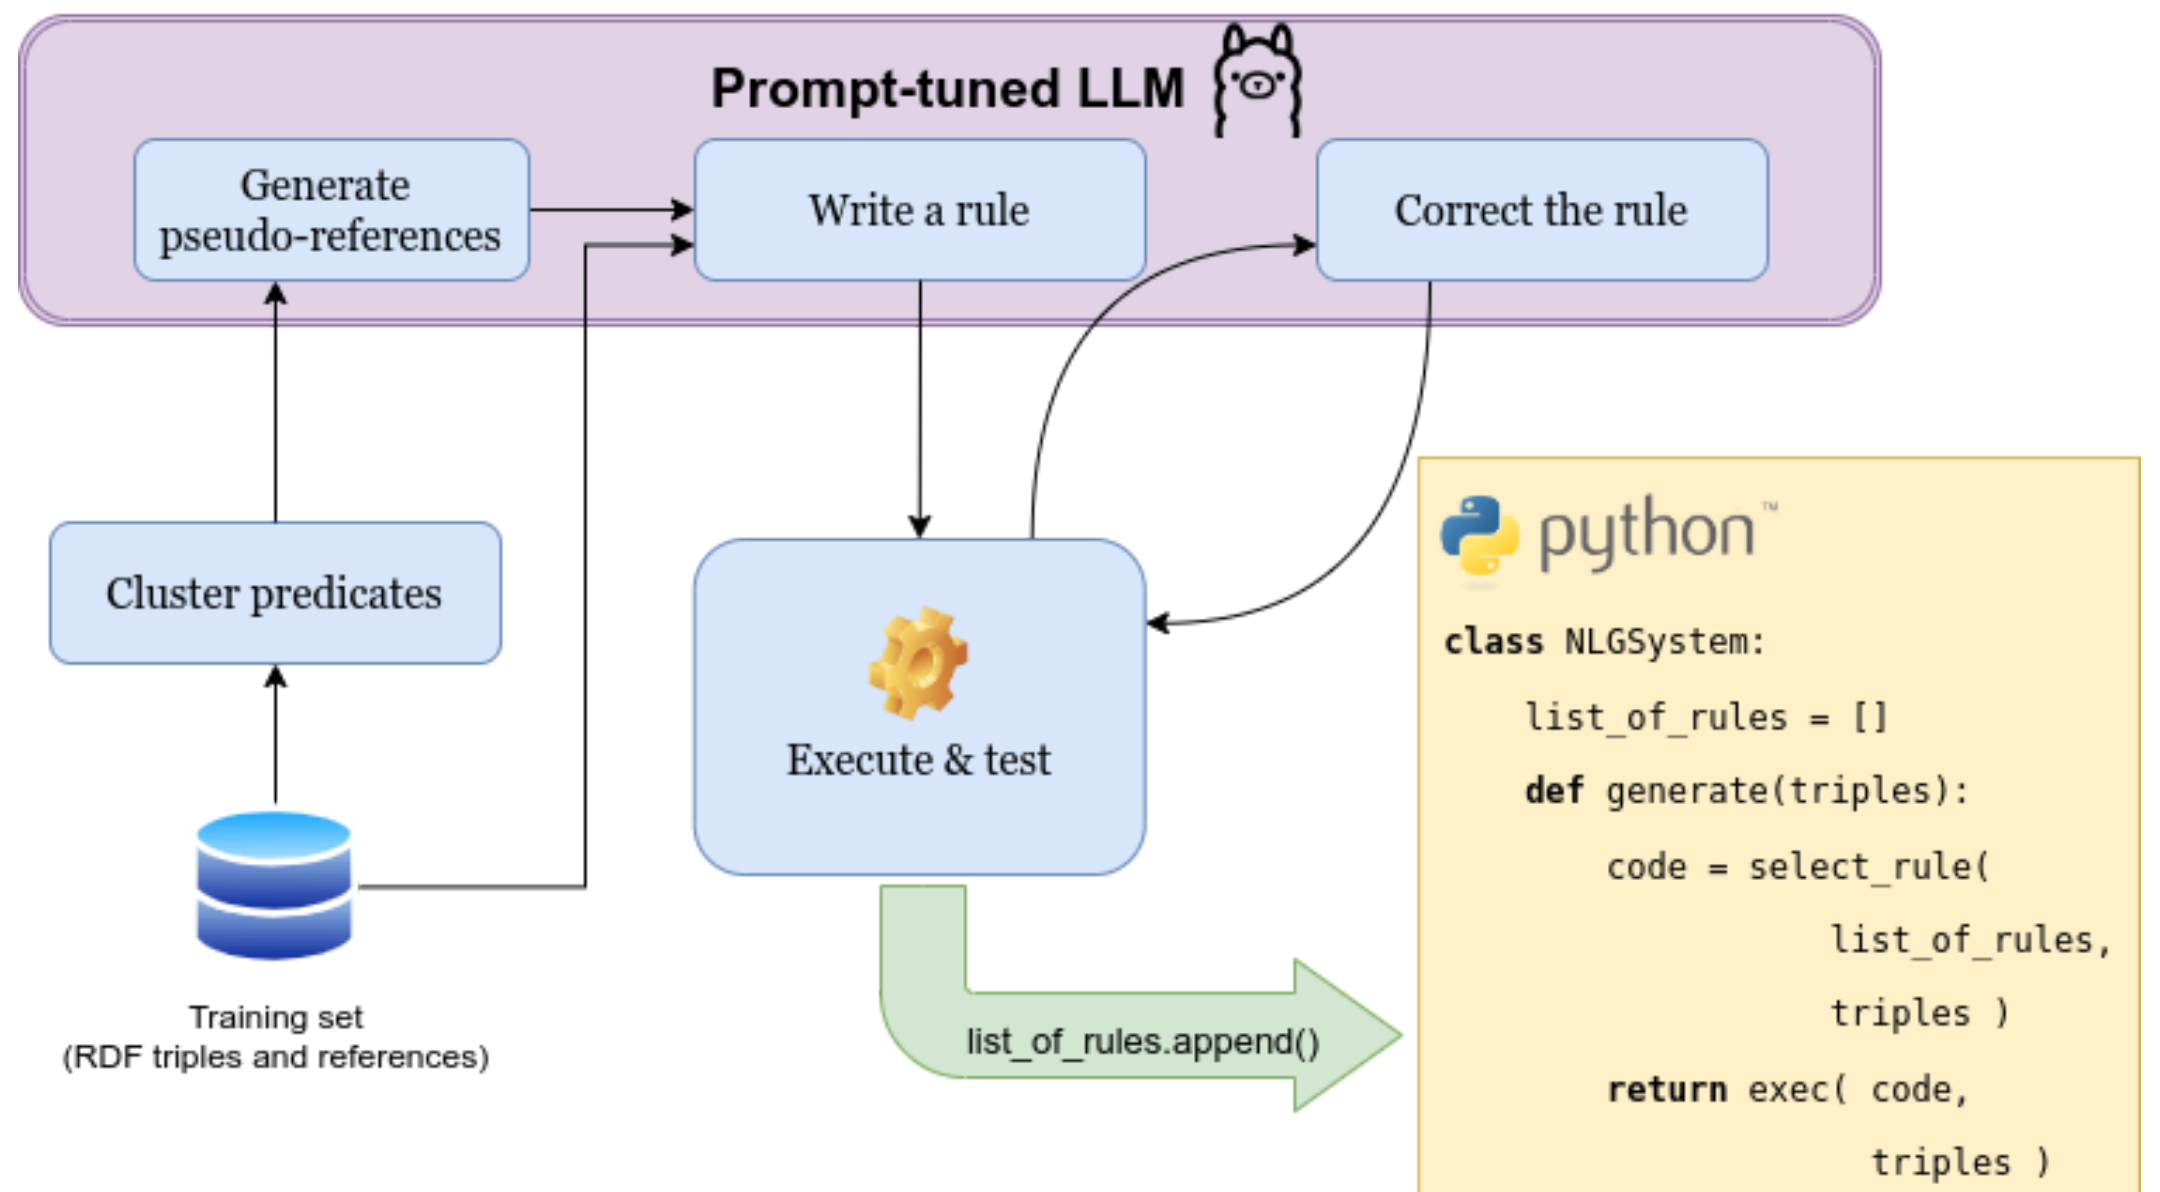 Prompt-tuned LLM
Generate
pseudo-references
Write a rule
Correct the rule
Cluster predicates
Execute & test
Training set
(RDF triples and references)
list_of_rules.append()
python™
class NLGSystem:
list_of_rules = []
def generate(triples):
code = select_rule(
list_of_rules,
triples )
return exec( code,
triples )